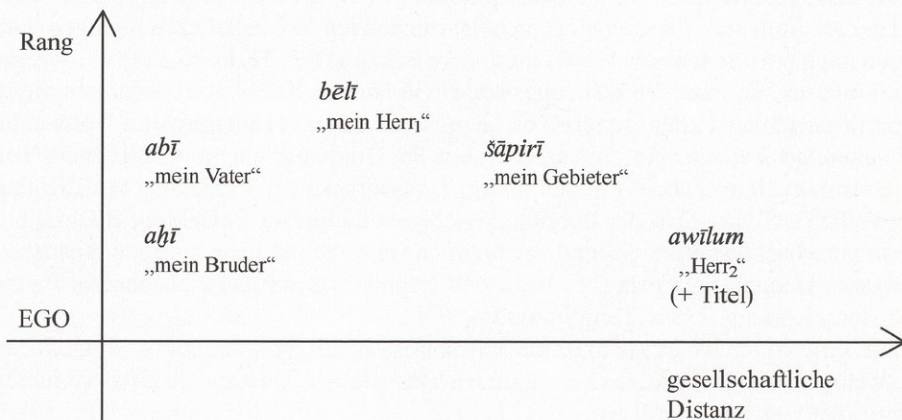 Rang
bēlī
„mein Herr₁“
abī
„mein Vater“
šāpirī
„mein Gebieter“
aḫī
„mein Bruder“
awīlum
„Herr₂“
(+ Titel)
EGO
gesellschaftliche
Distanz